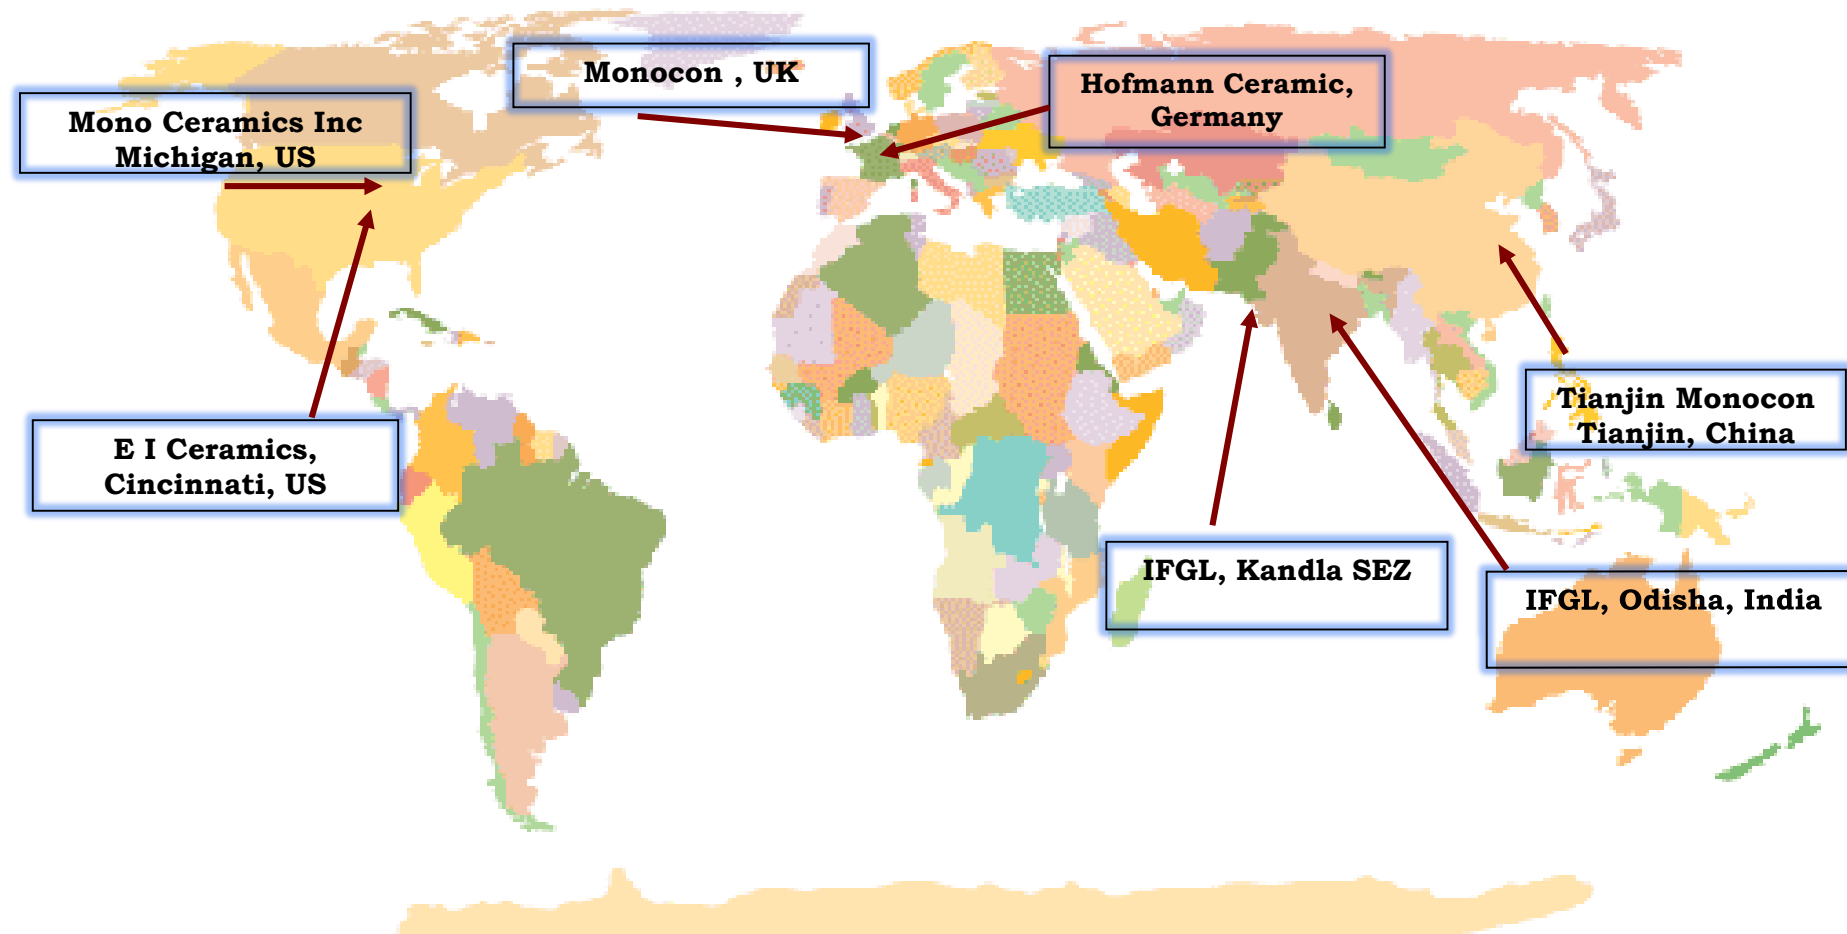 Monocon , UK
Hofmann Ceramic,
Germany
Mono Ceramics Inc
Michigan, US
E I Ceramics,
Cincinnati, US
Tianjin Monocon
Tianjin, China
IFGL, Kandla SEZ
IFGL, Odisha, India